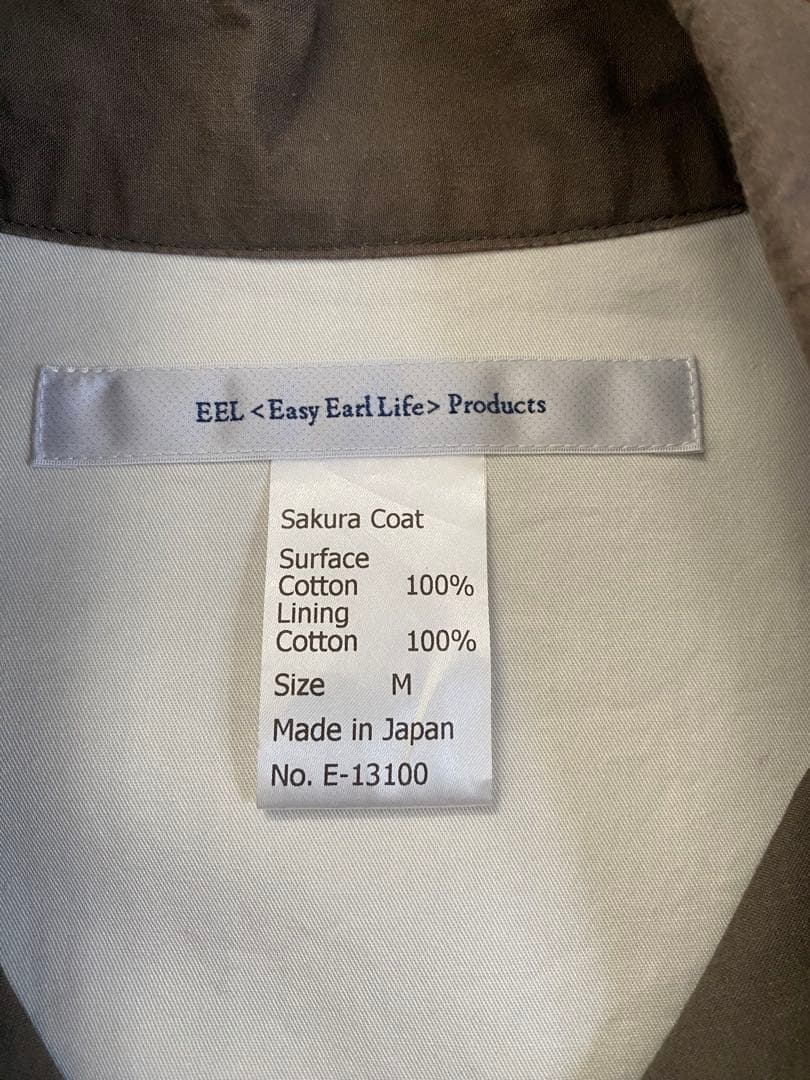 EEL <Easy Earl Life> Products
Sakura Coat
Surface
Cotton 100%
Lining
Cotton 100%
Size M
Made in Japan
No. E-13100